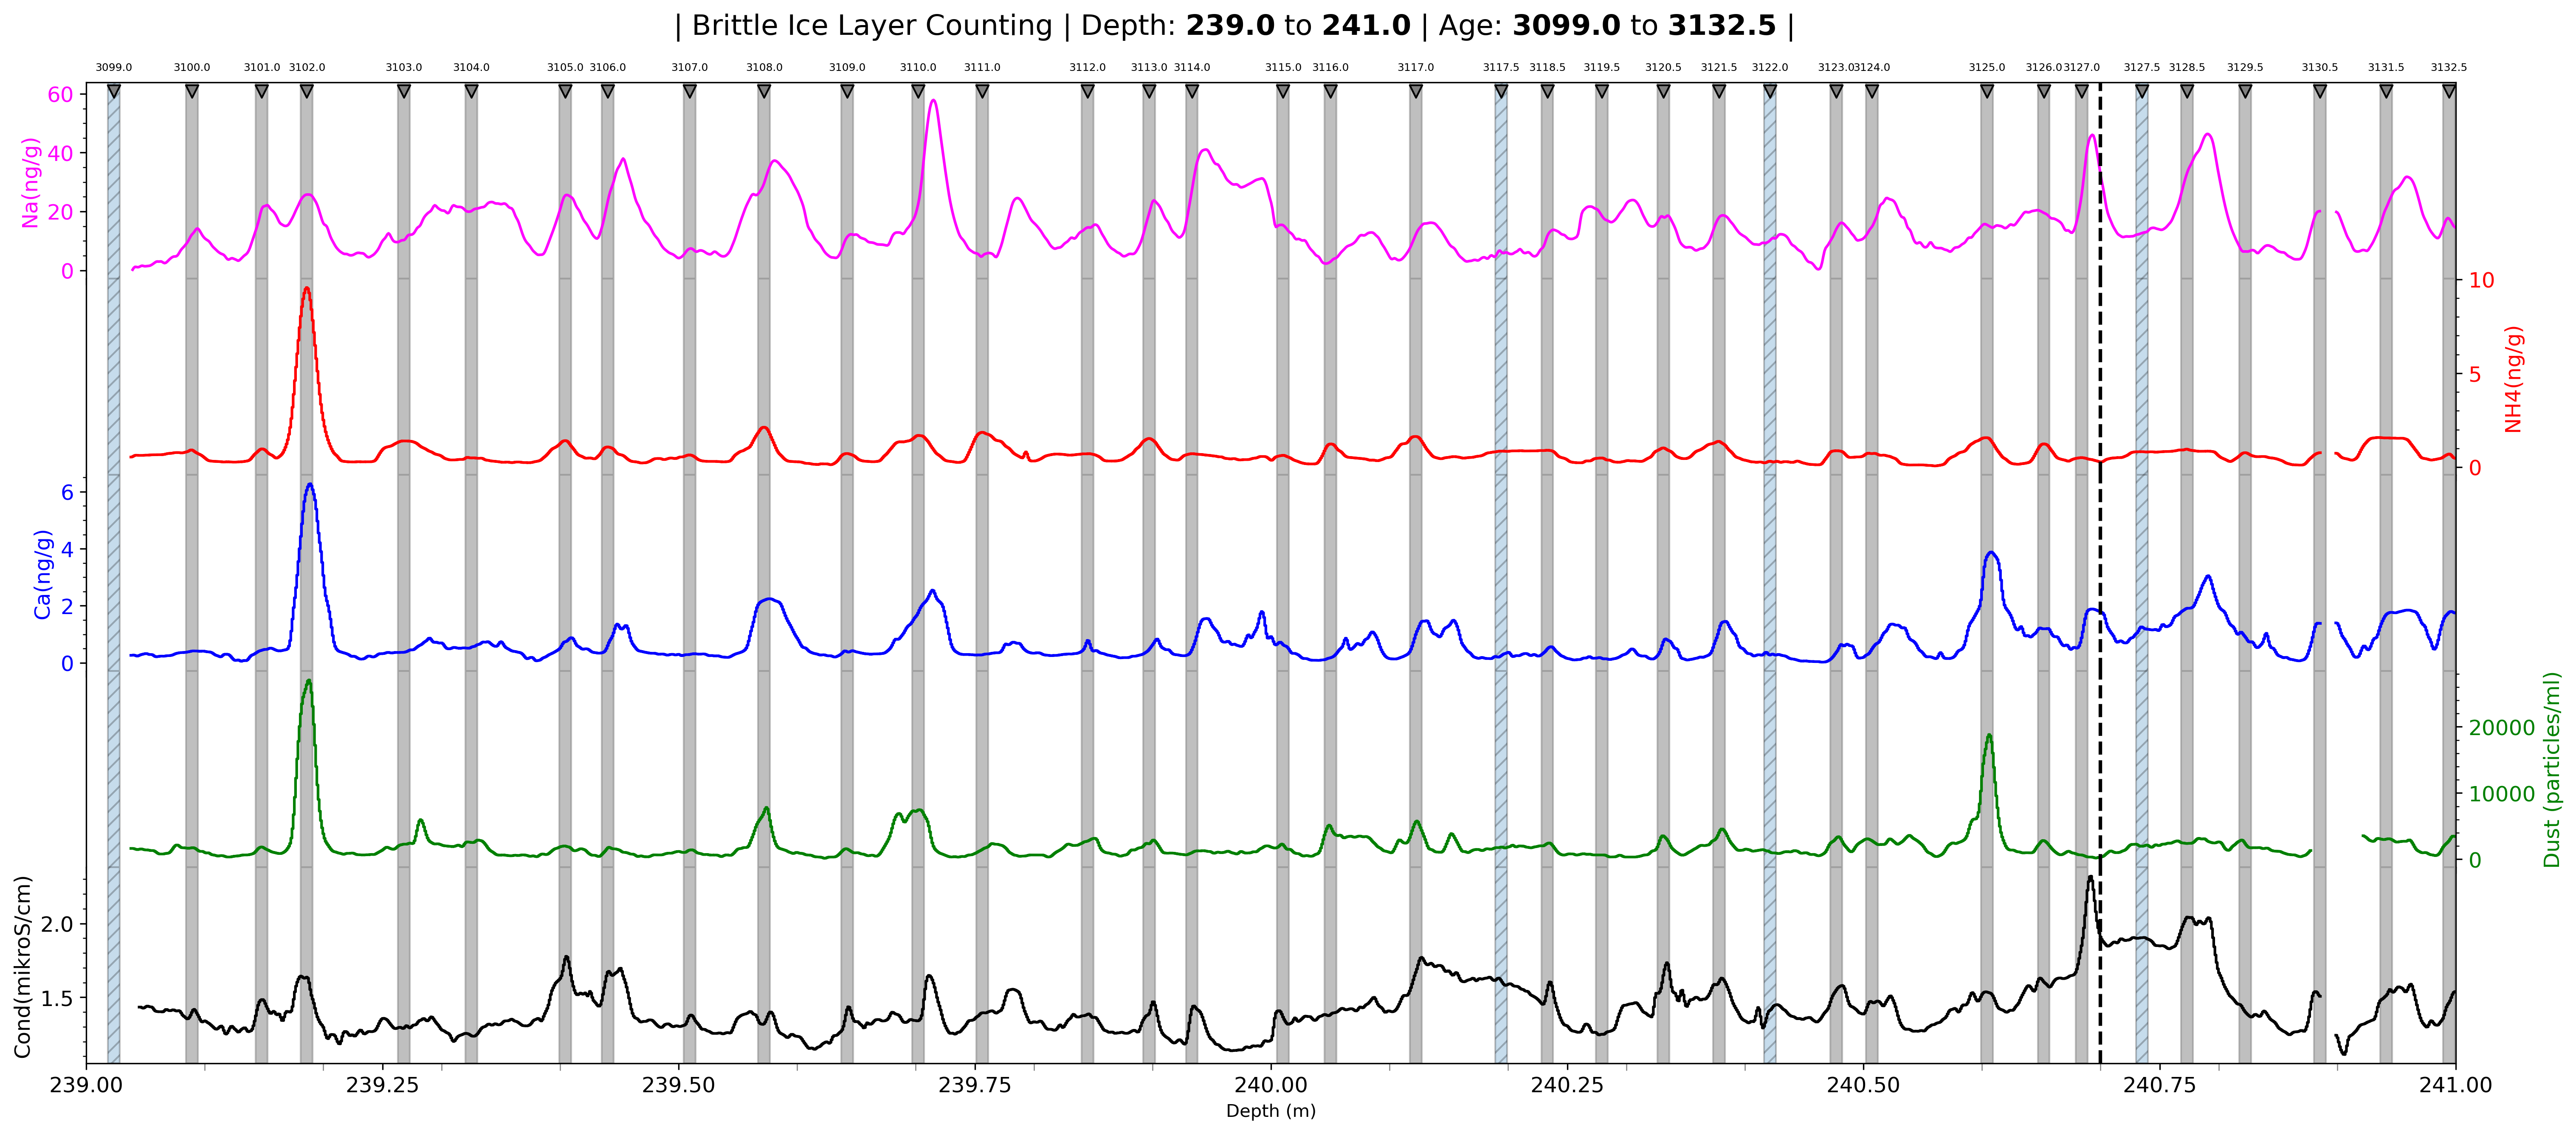 | Brittle Ice Layer Counting | Depth: 239.0 to 241.0 | Age: 3099.0 to 3132.5 |
3099.0 3100.0 3101.0 3102.0 3103.0 3104.0 3105.0 3106.0 3107.0 3108.0 3109.0 3110.0 3111.0 3112.0 3113.0 3114.0 3115.0 3116.0 3117.0 3117.5 3118.5 3119.5 3120.5 3121.5 3122.0 3123.0 3124.0 3125.0 3126.0 3127.0 3127.5 3128.5 3129.5 3130.5 3131.5 3132.5
60
40
20
0
Na(ng/g)
10
5
0
NH4(ng/g)
6
4
2
0
Ca(ng/g)
20000
10000
0
Dust (particles/ml)
2.0
1.5
Cond(mikroS/cm)
239.00 239.25 239.50 239.75 240.00 240.25 240.50 240.75 241.00
Depth (m)